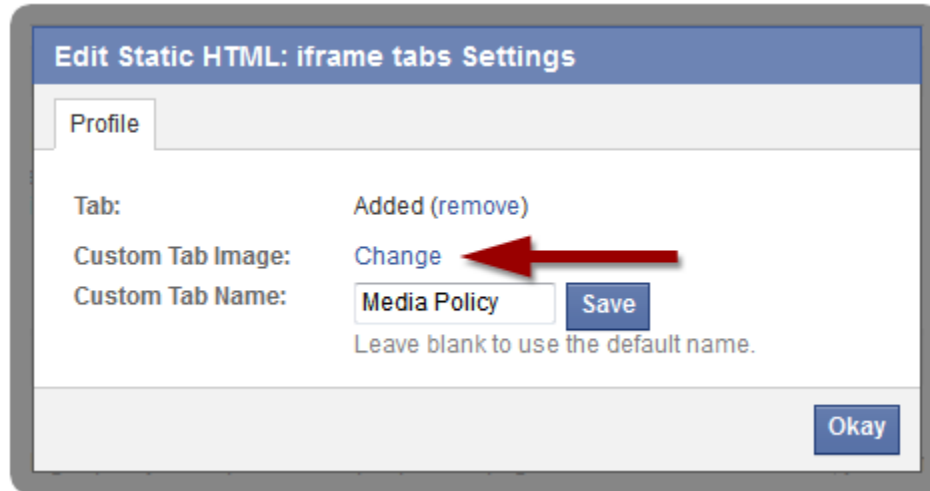 Edit Static HTML: iframe tabs Settings
Profile
Tab: Added (remove)
Custom Tab Image: Change
Custom Tab Name: Media Policy Save
Leave blank to use the default name.
Okay